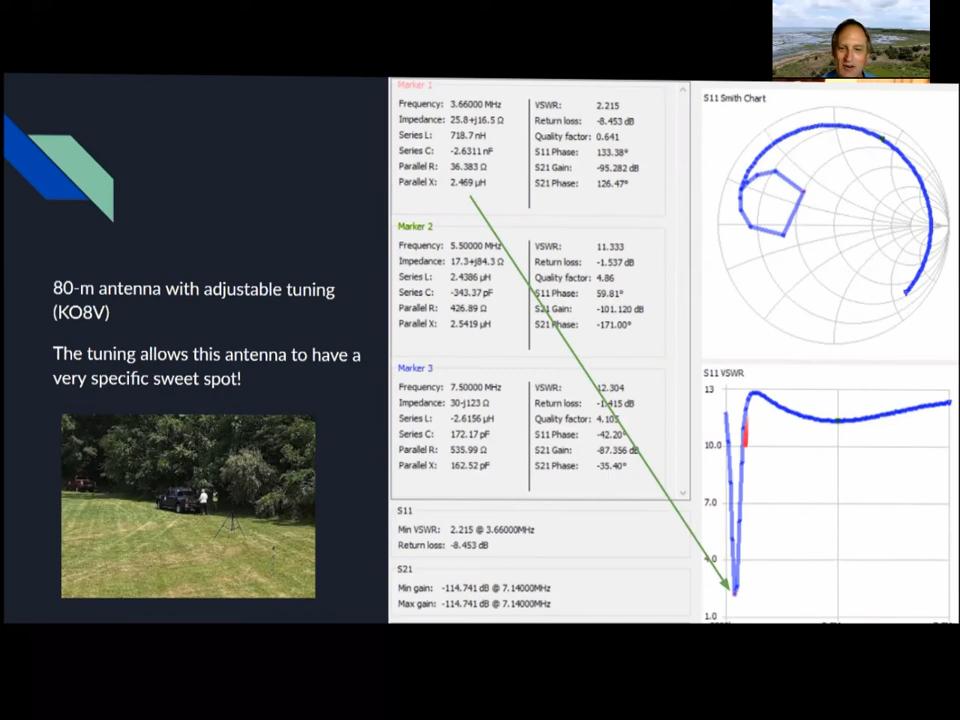 80-m antenna with adjustable tuning
(KO8V)
The tuning allows this antenna to have a
very specific sweet spot!
Marker 1
Frequency: 3.66000 MHz
Impedance: 25.8+j16.5 Ω
Series L: 718.7 nH
Series C: -2.6311 nF
Parallel R: 36.383 Ω
Parallel X: 2.469 µH
VSWR: 2.215
Return loss: -8.453 dB
Quality factor: 0.641
S11 Phase: 133.38°
S21 Gain: -95.282 dB
S21 Phase: 126.47°
Marker 2
Frequency: 5.50000 MHz
Impedance: 17.3+j84.3 Ω
Series L: 2.4386 µH
Series C: -343.37 pF
Parallel R: 426.89 Ω
Parallel X: 2.5419 µH
VSWR: 11.333
Return loss: -1.537 dB
Quality factor: 4.86
S11 Phase: 59.81°
S21 Gain: -101.120 dB
S21 Phase: -171.00°
Marker 3
Frequency: 7.50000 MHz
Impedance: 30-j123 Ω
Series L: -2.6156 µH
Series C: 172.17 pF
Parallel R: 535.99 Ω
Parallel X: 162.52 pF
VSWR: 12.304
Return loss: -1.415 dB
Quality factor: 4.105
S11 Phase: -42.20°
S21 Gain: -87.356 dB
S21 Phase: -35.40°
S11
Min VSWR: 2.215 @ 3.66000MHz
Return loss: -8.453 dB
S21
Min gain: -114.741 dB @ 7.14000MHz
Max gain: -114.741 dB @ 7.14000MHz
S11 Smith Chart
S11 VSWR
13
10.0
7.0
4.0
1.0